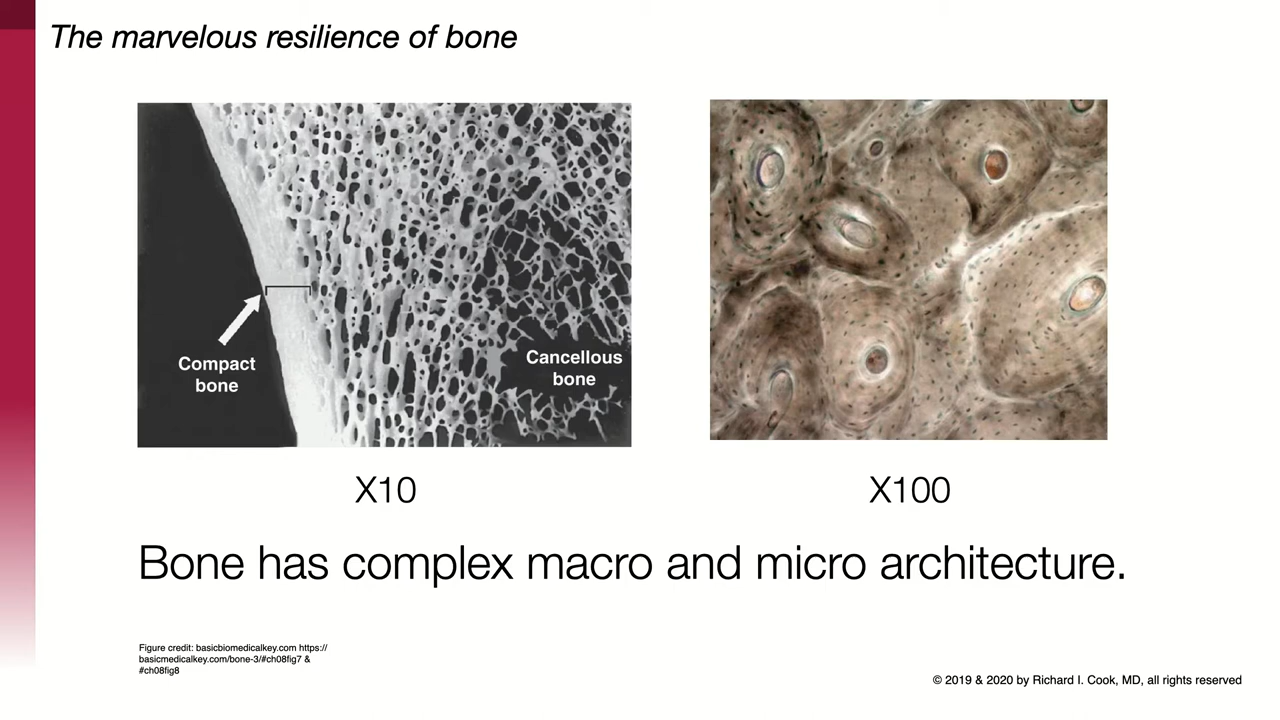 The marvelous resilience of bone
Compact
bone
Cancellous
bone
X10
X100
Bone has complex macro and micro architecture.
Figure credit: basicbiomedicalkey.com https://
basicmedicalkey.com/bone-3/#ch08fig7 &
#ch08fig8
© 2019 & 2020 by Richard I. Cook, MD, all rights reserved